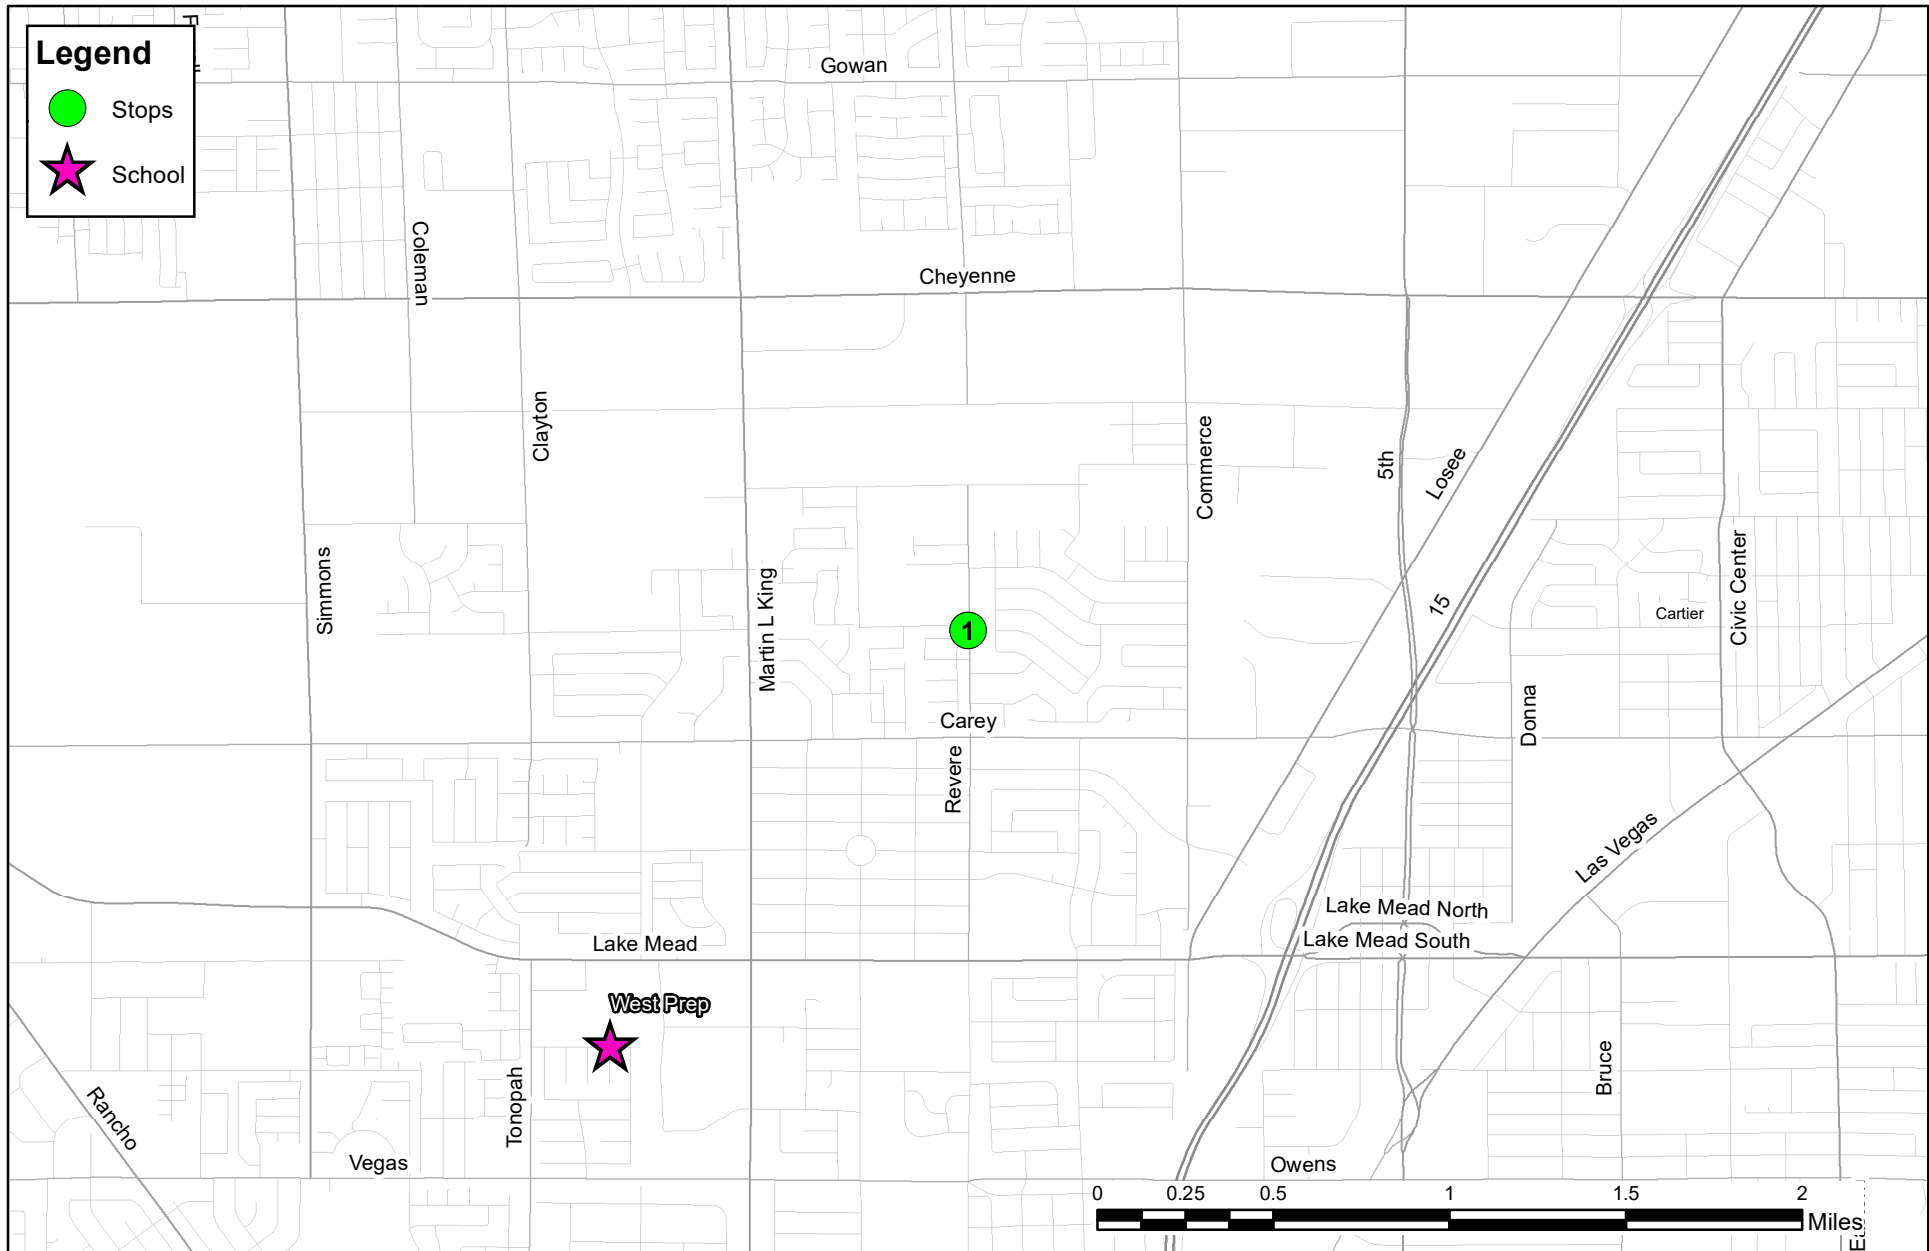 Legend
Stops
School
Gowan
Coleman
Cheyenne
Clayton
Commerce
5th
Losee
Simmons
Martin L King
1
15
Cartier
Civic Center
Carey
Revere
Donna
Las Vegas
Lake Mead North
Lake Mead South
Lake Mead
West Prep
Rancho
Tonopah
Bruce
Vegas
Owens
0 0.25 0.5 1 1.5 2
Miles